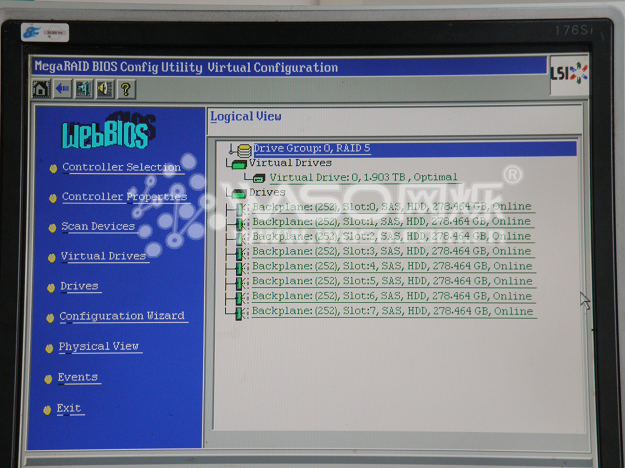 176Si
MegaRAID BIOS Config Utility Virtual Configuration
LSI
WebBIOS
Logical View
Drive Group:0, RAID 5
Virtual Drives
Virtual Drive:0, 1.903 TB, Optimal
Drives
Controller Selection
Controller Properties
Scan Devices
Virtual Drives
Drives
Configuration Wizard
Physical View
Events
Exit
Backplane:(252), Slot:0, SAS, HDD, 278.464 GB, Online
Backplane:(252), Slot:1, SAS, HDD, 278.464 GB, Online
Backplane:(252), Slot:2, SAS, HDD, 278.464 GB, Online
Backplane:(252), Slot:3, SAS, HDD, 278.464 GB, Online
Backplane:(252), Slot:4, SAS, HDD, 278.464 GB, Online
Backplane:(252), Slot:5, SAS, HDD, 278.464 GB, Online
Backplane:(252), Slot:6, SAS, HDD, 278.464 GB, Online
Backplane:(252), Slot:7, SAS, HDD, 278.464 GB, Online